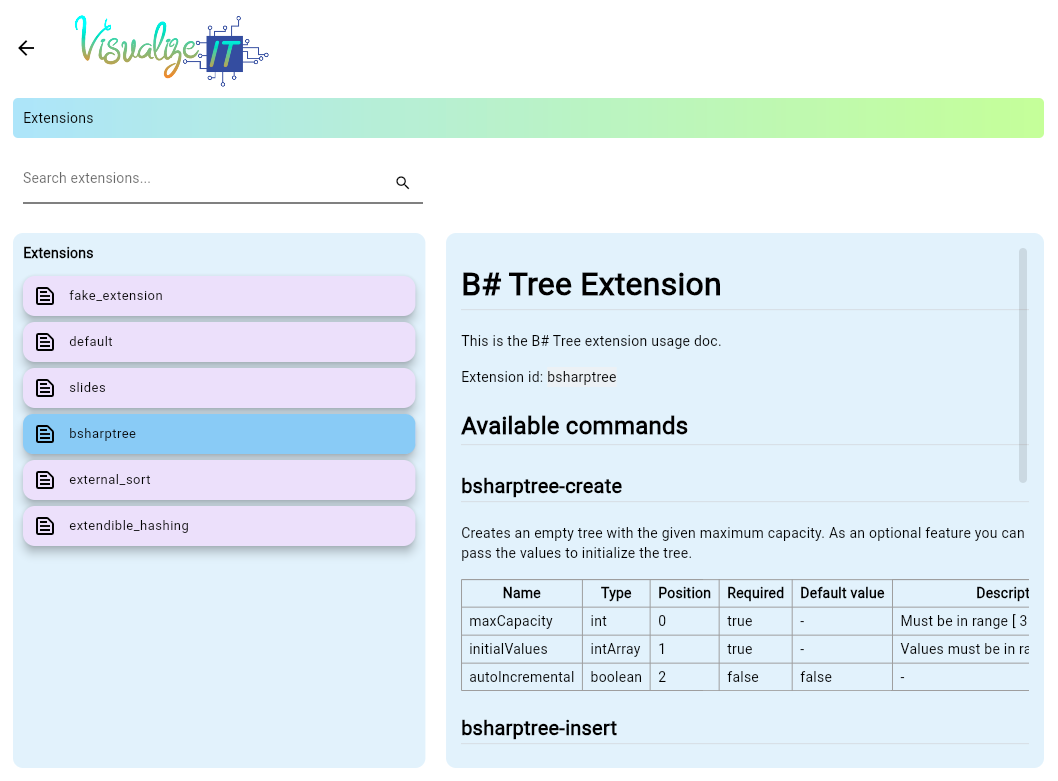 Visualize IT
Extensions
Search extensions...
Extensions
fake_extension
default
slides
bsharptree
external_sort
extendible_hashing
B# Tree Extension
This is the B# Tree extension usage doc.
Extension id: bsharptree
Available commands
bsharptree-create
Creates an empty tree with the given maximum capacity. As an optional feature you can
pass the values to initialize the tree.
Name Type Position Required Default value Descript
maxCapacity int 0 true - Must be in range [ 3
initialValues intArray 1 true - Values must be in ra
autoIncremental boolean 2 false false -
bsharptree-insert